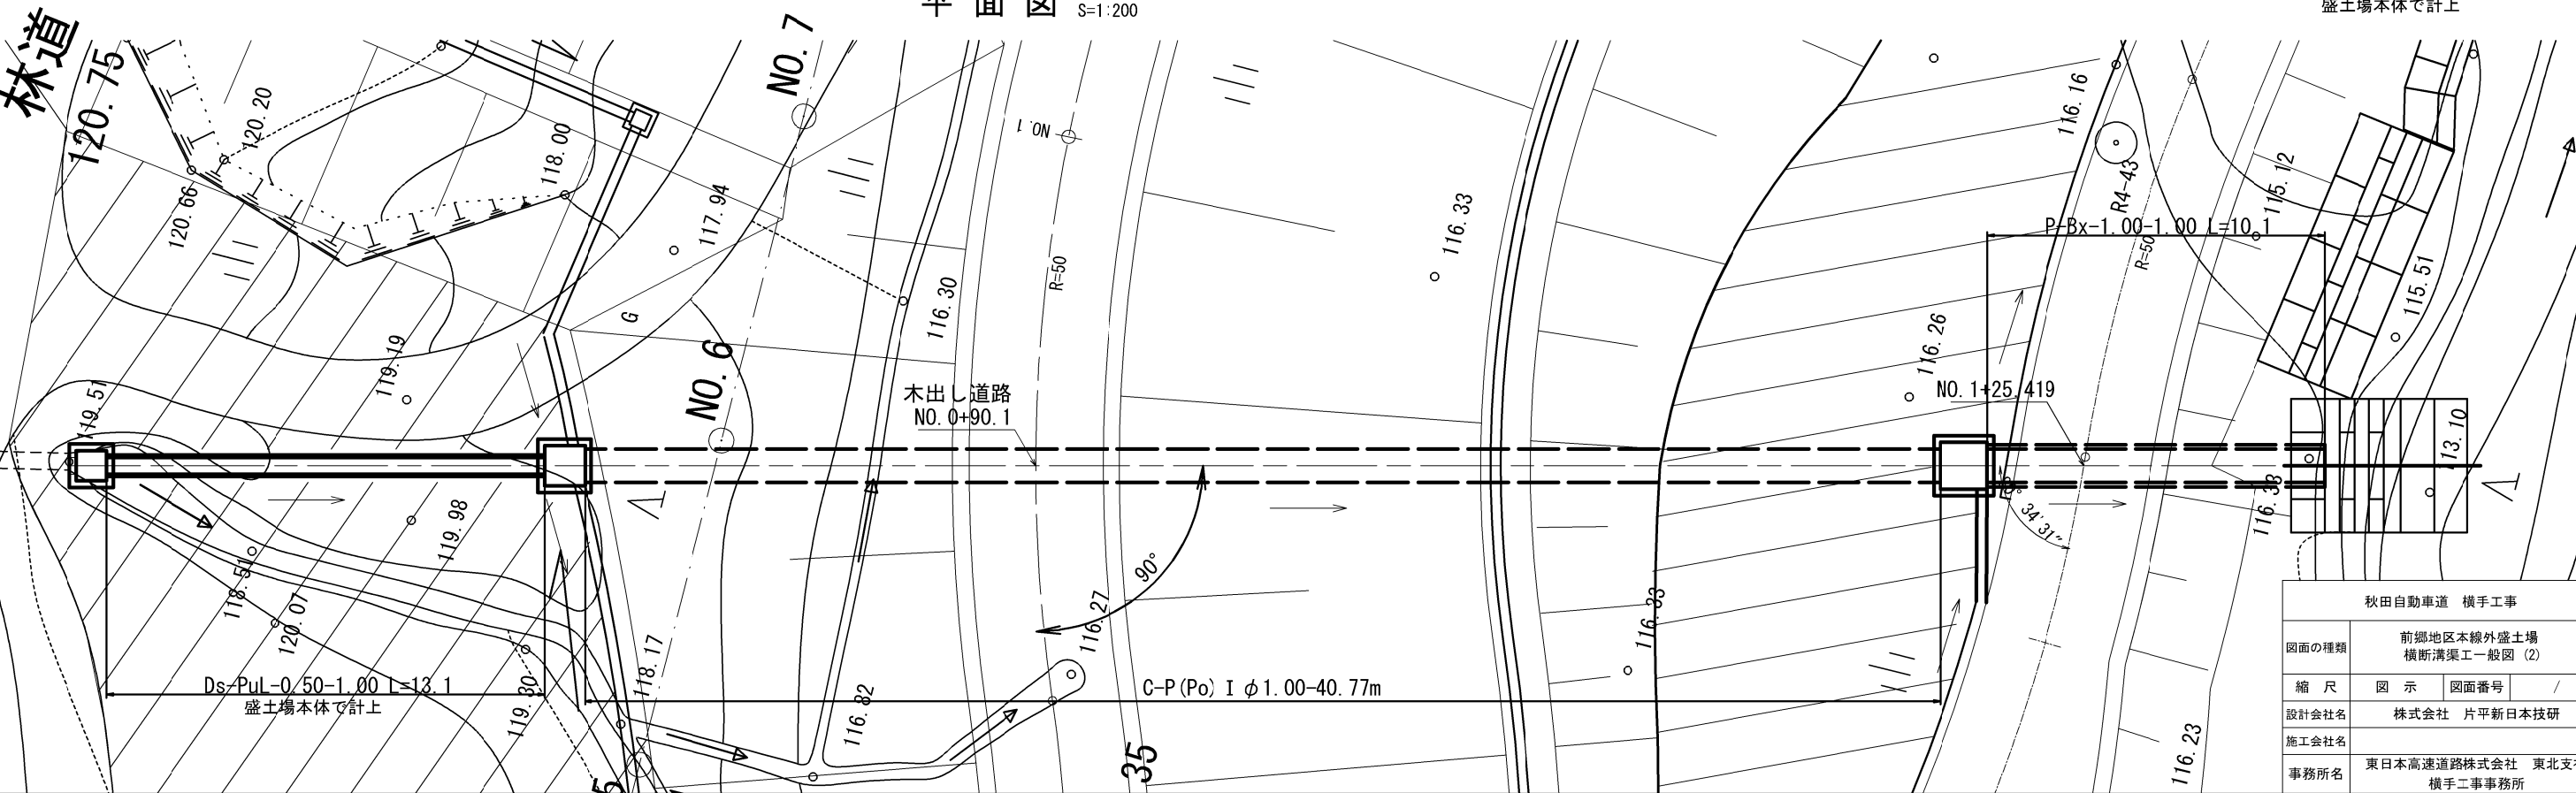 平面図 S=1:200
盛土場本体で計上
林道
120.75
120.20
120.66
118.00
NO.7
NO.1
117.94
116.33
116.16
R4-43
115.12
P-Bx-1.00-1.00 L=10.1
R=50
R=50
116.30
G
115.51
119.19
119.51
NO.6
木出し道路
NO.0+90.1
116.26
NO.1+25.419
113.10
116.38
34'31"
119.98
118.51
120.07
90°
116.27
116.33
118.17
119.30
116.82
Ds-PuL-0.50-1.00 L=13.1
盛土場本体で計上
C-P(Po) I φ1.00-40.77m
35
116.23
秋田自動車道 横手工事
図面の種類 前郷地区本線外盛土場
横断溝渠工一般図 (2)
縮尺 図示 図面番号 /
設計会社名 株式会社 片平新日本技研
施工会社名
事務所名 東日本高速道路株式会社 東北支
横手工事事務所